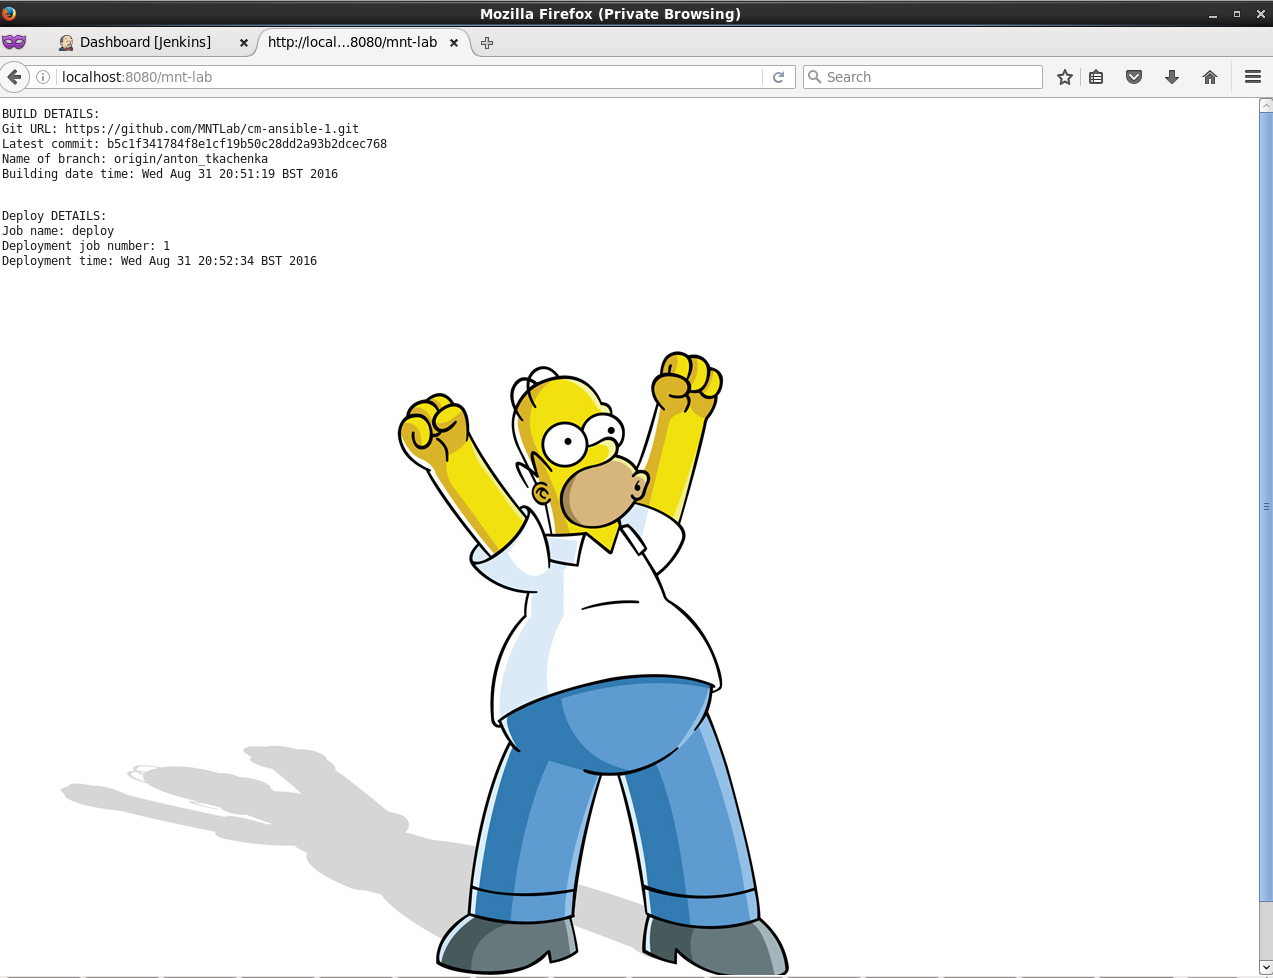 Mozilla Firefox (Private Browsing)
Dashboard [Jenkins]
http://local...8080/mnt-lab
localhost:8080/mnt-lab
Search
BUILD DETAILS:
Git URL: https://github.com/MNTLab/cm-ansible-1.git
Latest commit: b5c1f341784f8e1cf19b50c28dd2a93b2dcec768
Name of branch: origin/anton_tkachenka
Building date time: Wed Aug 31 20:51:19 BST 2016
Deploy DETAILS:
Job name: deploy
Deployment job number: 1
Deployment time: Wed Aug 31 20:52:34 BST 2016